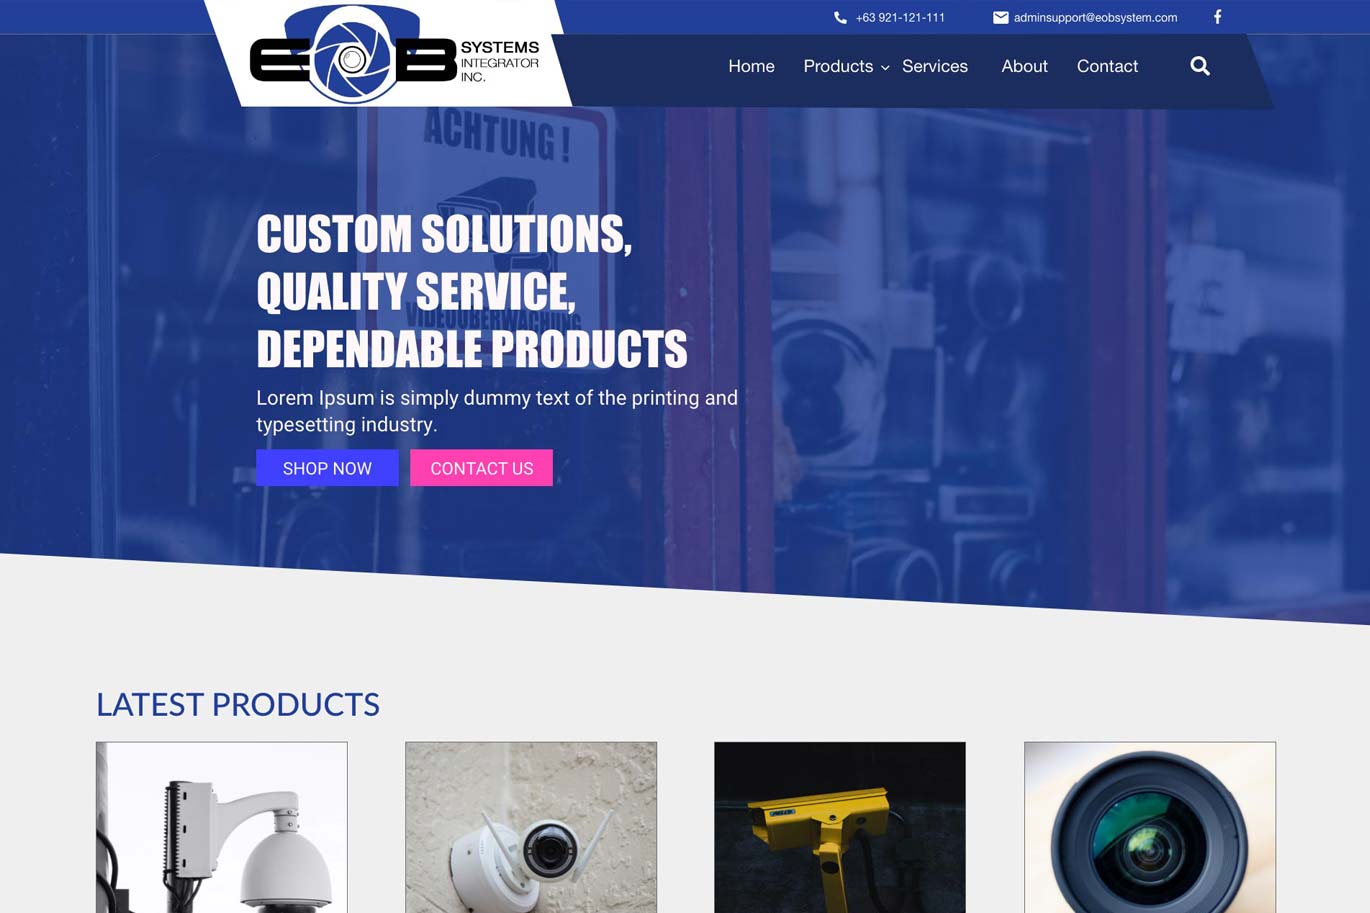 +63 921-121-111
adminsupport@eobsystem.com
EOB
SYSTEMS
INTEGRATOR
INC.
Home Products Services About Contact
ACHTUNG !
CUSTOM SOLUTIONS,
QUALITY SERVICE,
VIDEOÜBERWACHUNG
DEPENDABLE PRODUCTS
Lorem Ipsum is simply dummy text of the printing and
typesetting industry.
SHOP NOW
CONTACT US
LATEST PRODUCTS